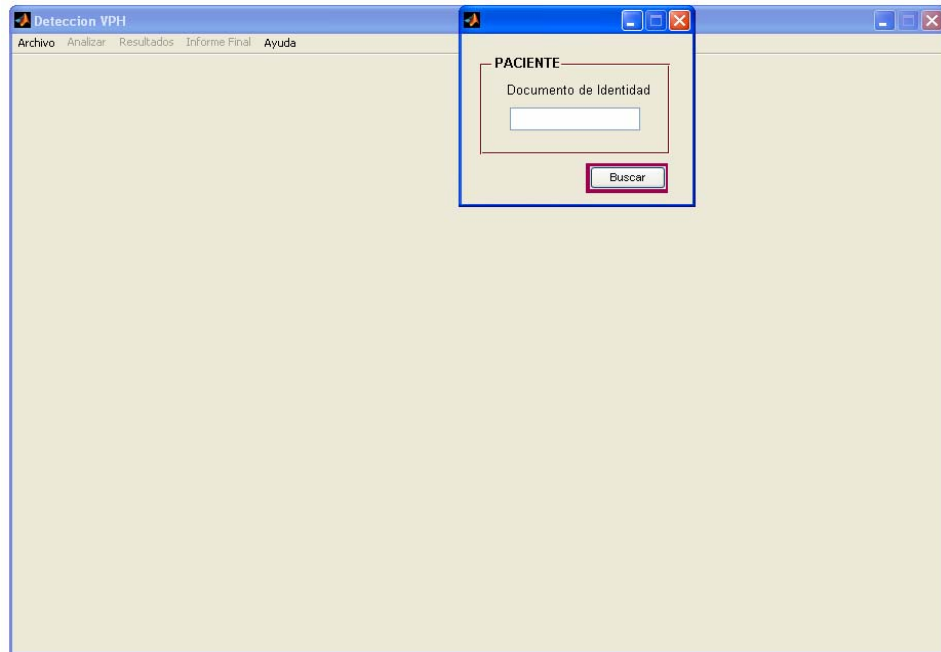 Deteccion VPH
Archivo Analizar Resultados Informe Final Ayuda
PACIENTE
Documento de Identidad
Buscar